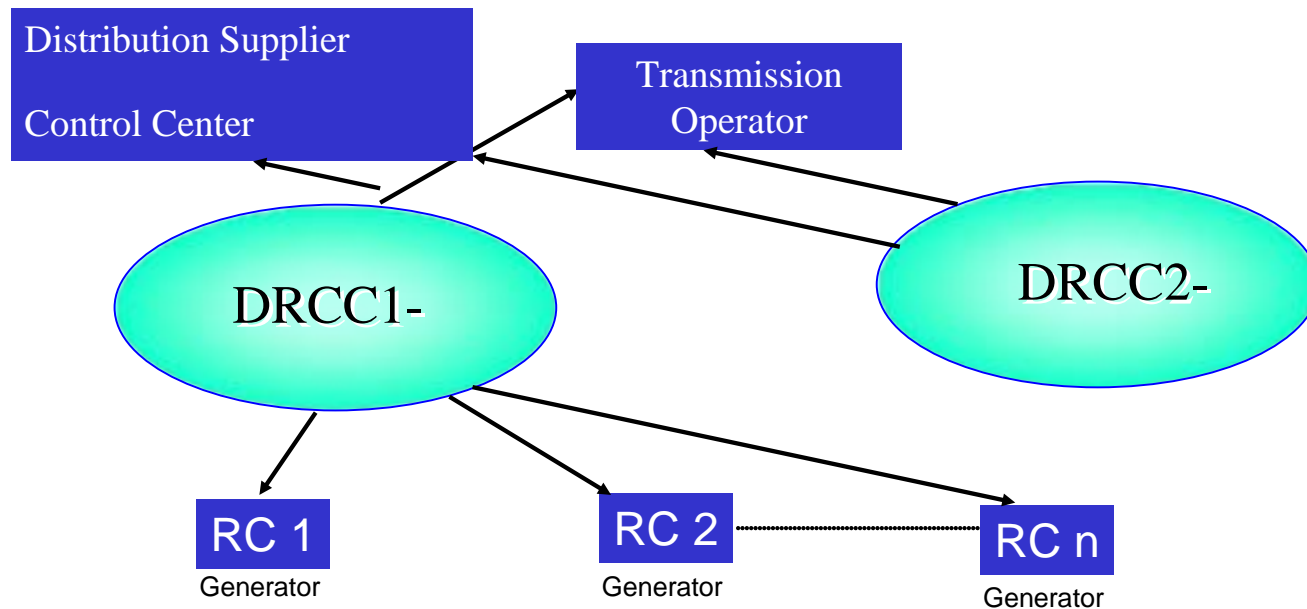 Distribution Supplier
Control Center
Transmission
Operator
DRCC1-
DRCC2-
RC 1
Generator
RC 2
Generator
RC n
Generator